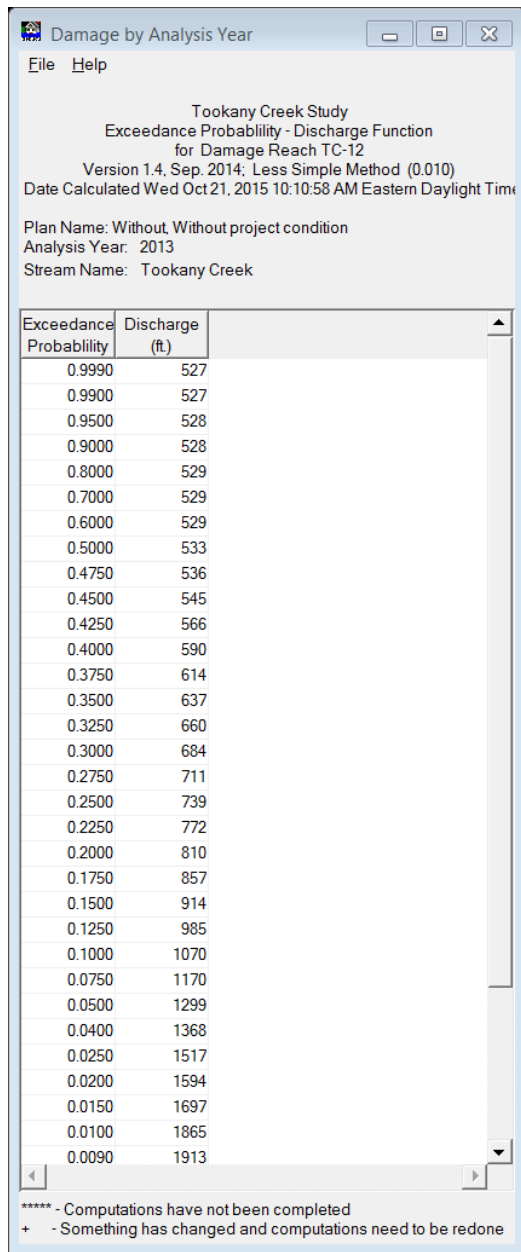 Damage by Analysis Year
File Help
Tookany Creek Study
Exceedance Probablility - Discharge Function
for Damage Reach TC-12
Version 1.4, Sep. 2014; Less Simple Method (0.010)
Date Calculated Wed Oct 21, 2015 10:10:58 AM Eastern Daylight Time
Plan Name: Without, Without project condition
Analysis Year: 2013
Stream Name: Tookany Creek
Exceedance Discharge
Probablility (ft.)
0.9990 527
0.9900 527
0.9500 528
0.9000 528
0.8000 529
0.7000 529
0.6000 529
0.5000 533
0.4750 536
0.4500 545
0.4250 566
0.4000 590
0.3750 614
0.3500 637
0.3250 660
0.3000 684
0.2750 711
0.2500 739
0.2250 772
0.2000 810
0.1750 857
0.1500 914
0.1250 985
0.1000 1070
0.0750 1170
0.0500 1299
0.0400 1368
0.0250 1517
0.0200 1594
0.0150 1697
0.0100 1865
0.0090 1913
***** - Computations have not been completed
+ - Something has changed and computations need to be redone